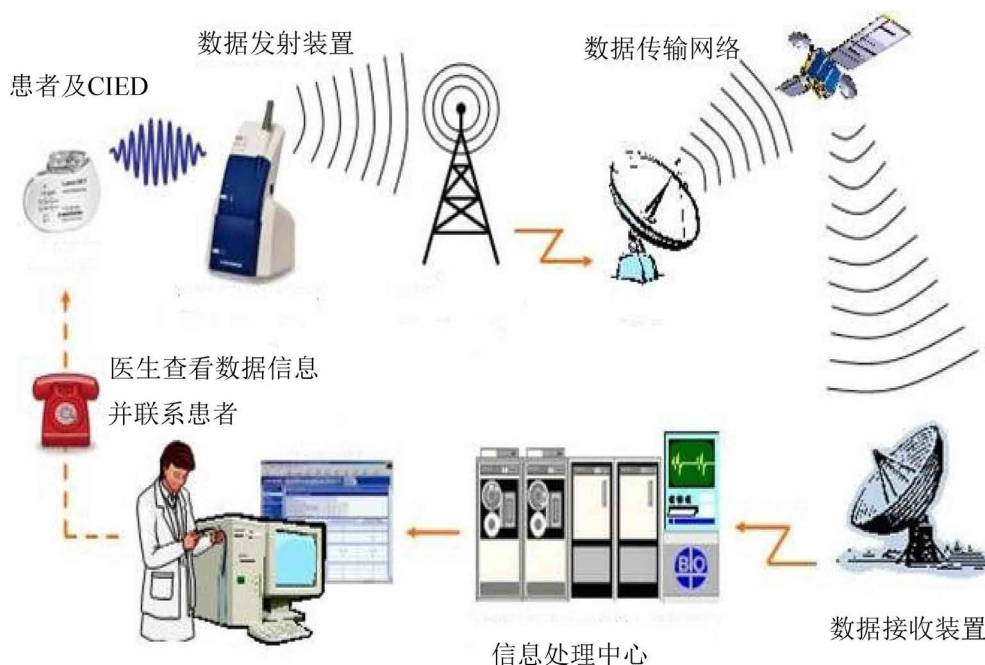 数据发射装置
数据传输网络
患者及CIED
医生查看数据信息
并联系患者
BIO
数据接收装置
信息处理中心